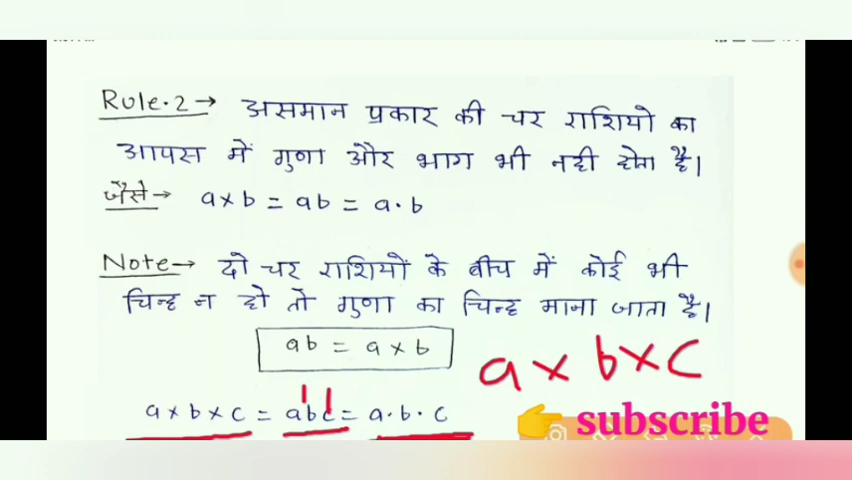 Rule.2→ असमान प्रकार की चर राशियो का
आपस में गुणा और भाग भी नही होता है।
जैसे→ a×b = ab = a.b
Note→ दो चर राशियों के बीच में कोई भी
चिन्ह न हो तो गुणा का चिन्ह माना जाता है।
ab = a×b
a×b×c
a×b×c = abc = a.b.c
👉 subscribe